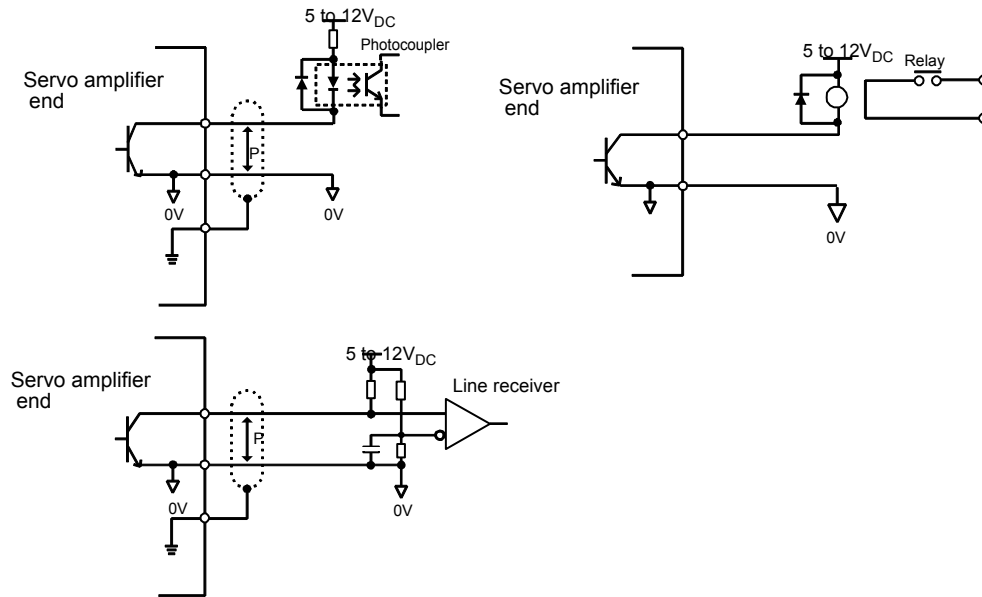 5 to 12VDC
Photocoupler
Servo amplifier
end
P
0V
0V
5 to 12VDC
Relay
Servo amplifier
end
0V
5 to 12VDC
Line receiver
Servo amplifier
end
P
0V
0V